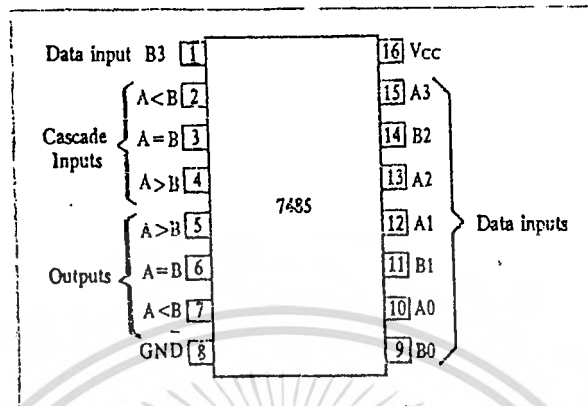 Data input B3 1
A<B 2
Cascade Inputs
A=B 3
A>B 4
7485
A>B 5
Outputs
A=B 6
A<B 7
GND 8
16 VCC
15 A3
14 B2
13 A2
12 A1
Data inputs
11 B1
10 A0
9 B0